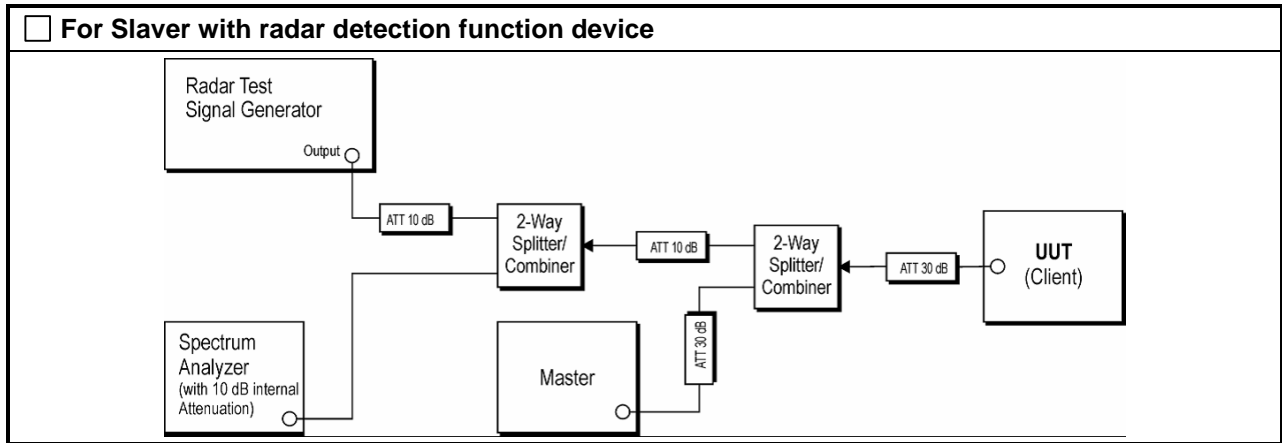 For Slaver with radar detection function device
Radar Test
Signal Generator
Output
ATT 10 dB
2-Way
Splitter/
Combiner
ATT 10 dB
2-Way
Splitter/
Combiner
ATT 30 dB
UUT
(Client)
Spectrum
Analyzer
(with 10 dB internal
Attenuation)
Master
ATT 30 dB